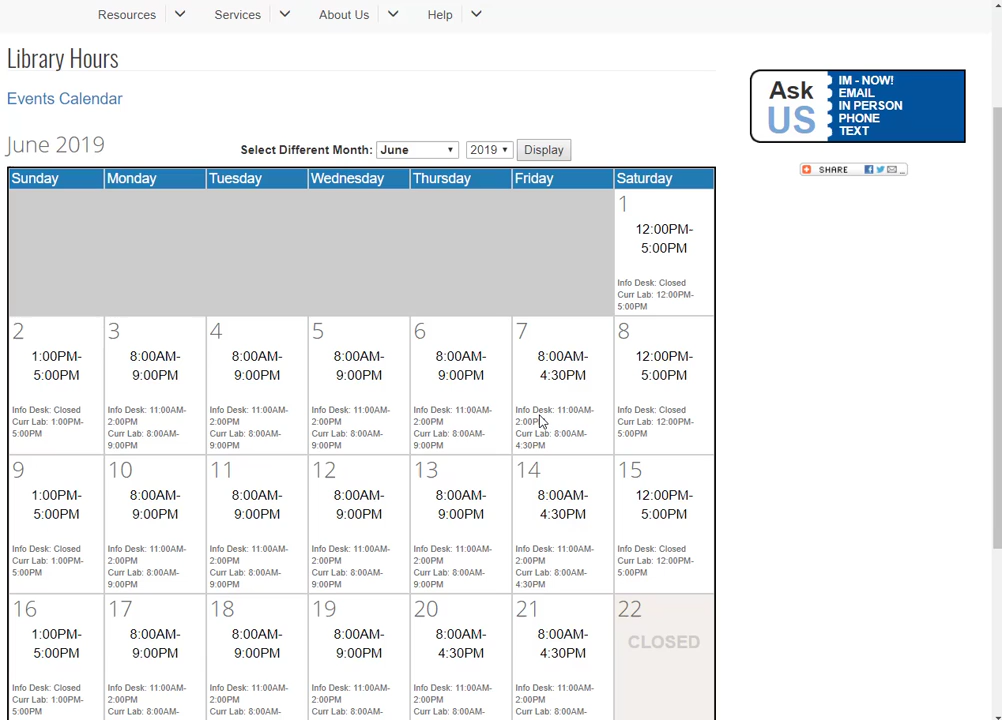 Resources Services About Us Help
Library Hours
Events Calendar
June 2019 Select Different Month: June 2019 Display
Sunday Monday Tuesday Wednesday Thursday Friday Saturday
1
12:00PM-
5:00PM
Info Desk: Closed
Curr Lab: 12:00PM-
5:00PM
2 3 4 5 6 7 8
1:00PM- 8:00AM- 8:00AM- 8:00AM- 8:00AM- 8:00AM- 12:00PM-
5:00PM 9:00PM 9:00PM 9:00PM 9:00PM 4:30PM 5:00PM
Info Desk: Closed Info Desk: 11:00AM- Info Desk: 11:00AM- Info Desk: 11:00AM- Info Desk: 11:00AM- Info Desk: 11:00AM- Info Desk: Closed
Curr Lab: 1:00PM- 2:00PM 2:00PM 2:00PM 2:00PM 2:00PM Curr Lab: 12:00PM-
5:00PM Curr Lab: 8:00AM- Curr Lab: 8:00AM- Curr Lab: 8:00AM- Curr Lab: 8:00AM- Curr Lab: 8:00AM- 5:00PM
9:00PM 9:00PM 9:00PM 9:00PM 4:30PM
9 10 11 12 13 14 15
1:00PM- 8:00AM- 8:00AM- 8:00AM- 8:00AM- 8:00AM- 12:00PM-
5:00PM 9:00PM 9:00PM 9:00PM 9:00PM 4:30PM 5:00PM
Info Desk: Closed Info Desk: 11:00AM- Info Desk: 11:00AM- Info Desk: 11:00AM- Info Desk: 11:00AM- Info Desk: 11:00AM- Info Desk: Closed
Curr Lab: 1:00PM- 2:00PM 2:00PM 2:00PM 2:00PM 2:00PM Curr Lab: 12:00PM-
5:00PM Curr Lab: 8:00AM- Curr Lab: 8:00AM- Curr Lab: 8:00AM- Curr Lab: 8:00AM- Curr Lab: 8:00AM- 5:00PM
9:00PM 9:00PM 9:00PM 9:00PM 4:30PM
16 17 18 19 20 21 22
1:00PM- 8:00AM- 8:00AM- 8:00AM- 8:00AM- 8:00AM- CLOSED
5:00PM 9:00PM 9:00PM 9:00PM 4:30PM 4:30PM
Info Desk: Closed Info Desk: 11:00AM- Info Desk: 11:00AM- Info Desk: 11:00AM- Info Desk: 11:00AM- Info Desk: 11:00AM-
Curr Lab: 1:00PM- 2:00PM 2:00PM 2:00PM 2:00PM 2:00PM
5:00PM Curr Lab: 8:00AM- Curr Lab: 8:00AM- Curr Lab: 8:00AM- Curr Lab: 8:00AM- Curr Lab: 8:00AM-
Ask US
IM - NOW!
EMAIL
IN PERSON
PHONE
TEXT
SHARE ...